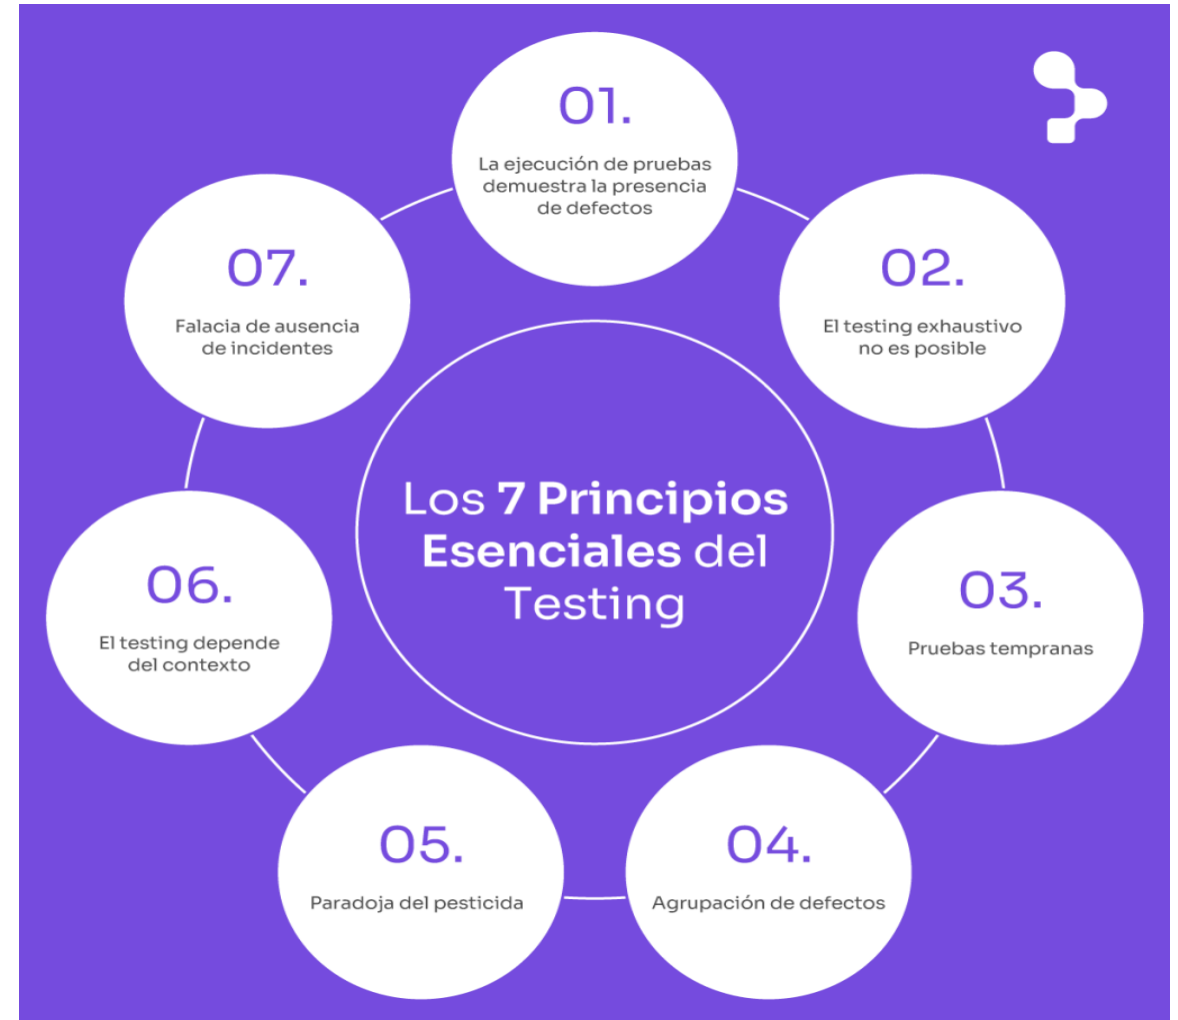 Los 7 Principios
Esenciales del
Testing
01.
La ejecución de pruebas
demuestra la presencia
de defectos
02.
El testing exhaustivo
no es posible
03.
Pruebas tempranas
04.
Agrupación de defectos
05.
Paradoja del pesticida
06.
El testing depende
del contexto
07.
Falacia de ausencia
de incidentes